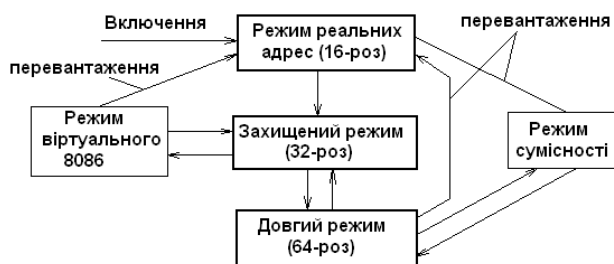 Включення
Режим реальних
адрес (16-роз)
перевантаження
перевантаження
Режим
віртуального
8086
Захищений режим
(32-роз)
Режим
сумісності
Довгий режим
(64-роз)